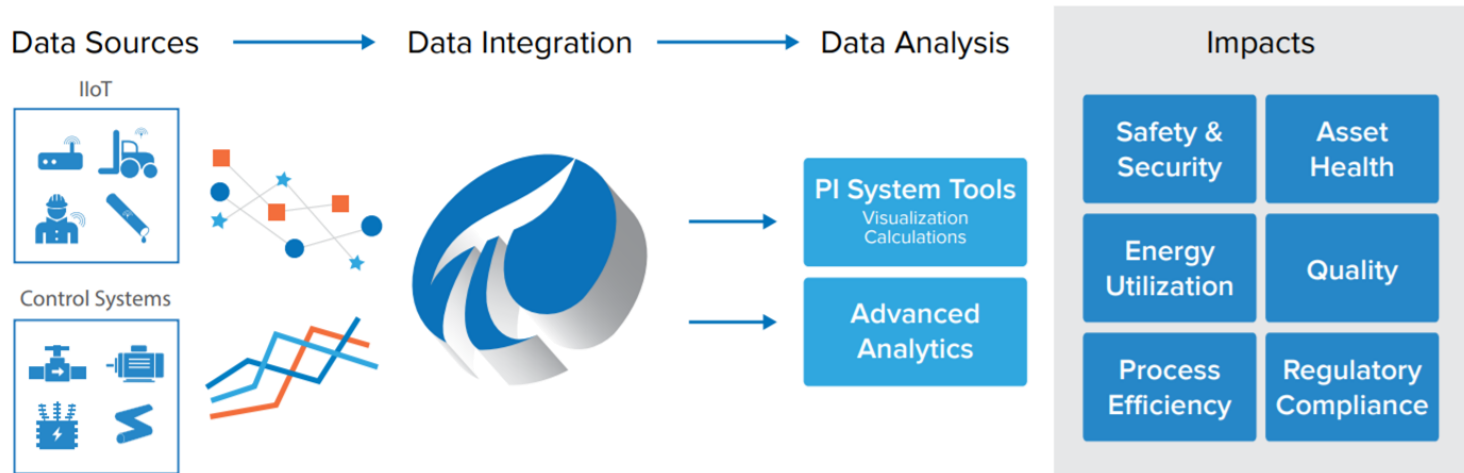 Data Sources
Data Integration
Data Analysis
Impacts
IIoT
Control Systems
PI System Tools
Visualization
Calculations
Advanced
Analytics
Safety &
Security
Asset
Health
Energy
Utilization
Quality
Process
Efficiency
Regulatory
Compliance